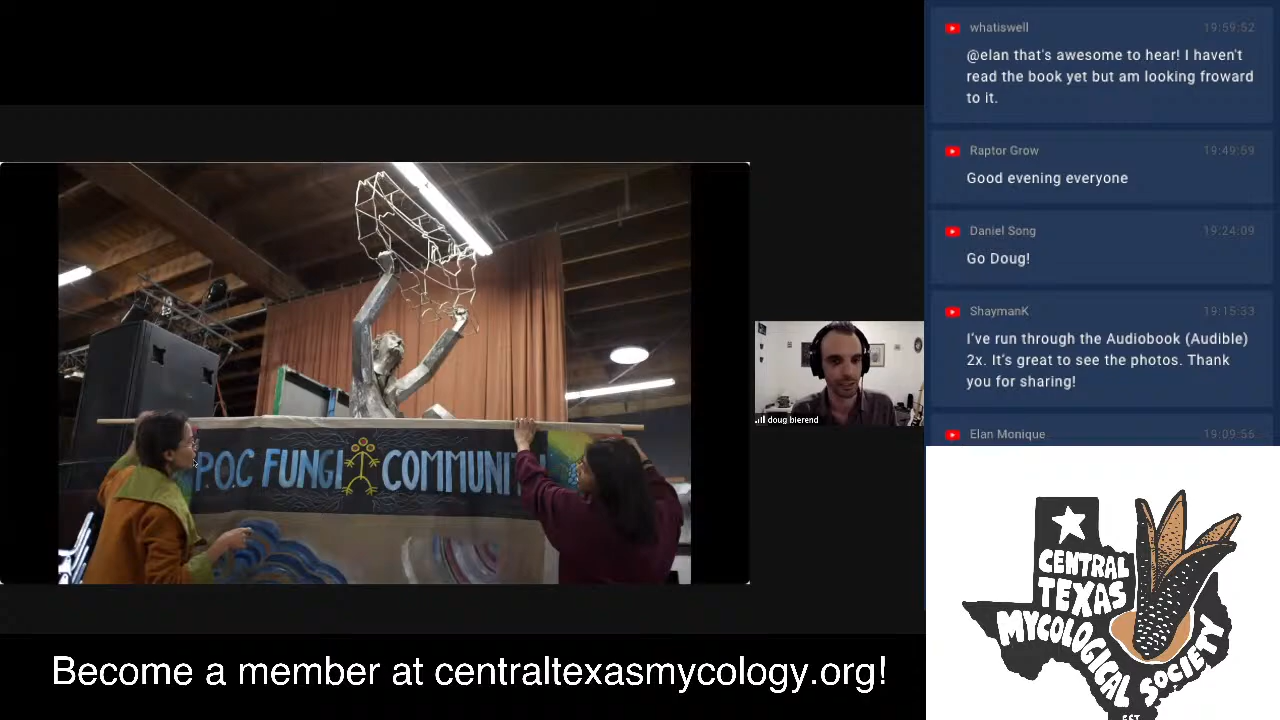 P.O.C FUNGI COMMUNIT
doug bierend
Become a member at centraltexasmycology.org!
whatiswell 19:59:52
@elan that's awesome to hear! I haven't
read the book yet but am looking froward
to it.
Raptor Grow 19:49:59
Good evening everyone
Daniel Song 19:24:09
Go Doug!
ShaymanK 19:15:33
I've run through the Audiobook (Audible)
2x. It's great to see the photos. Thank
you for sharing!
Elan Monique 19:09:56
CENTRAL
TEXAS
MYCOLOGICAL
SOCIETY
EST